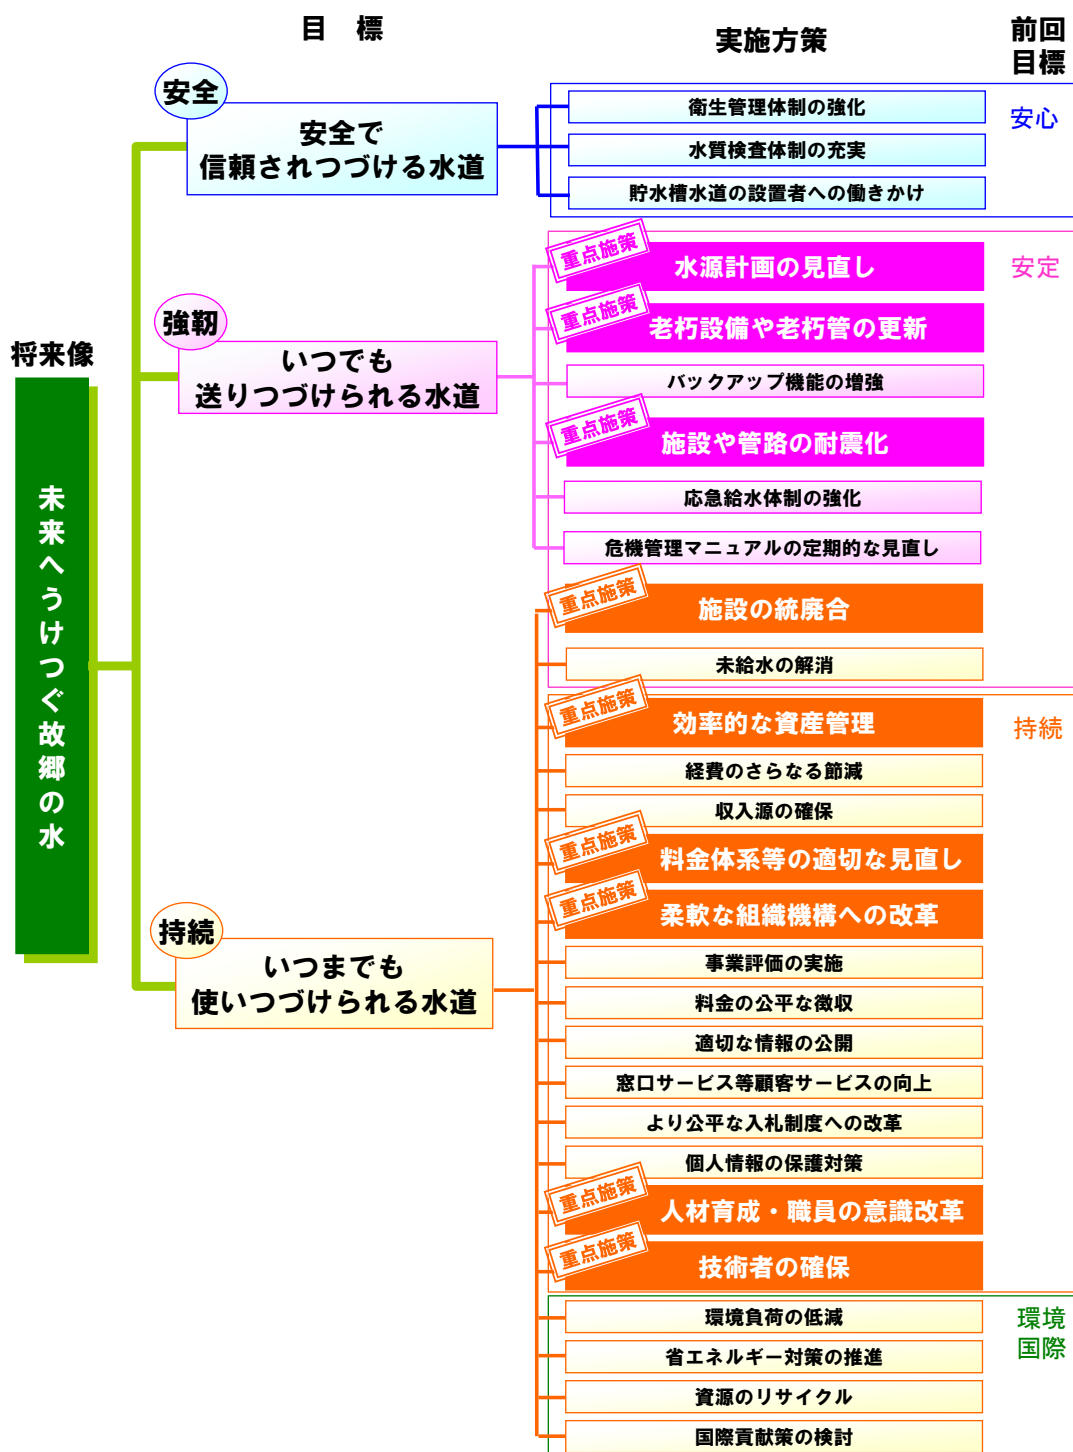 目　標
実施方策
前回
目標
安全
安全で
信頼されつづける水道
衛生管理体制の強化
水質検査体制の充実
貯水槽水道の設置者への働きかけ
安心
強靭
いつでも
送りつづけられる水道
重点施策
水源計画の見直し
重点施策
老朽設備や老朽管の更新
バックアップ機能の増強
重点施策
施設や管路の耐震化
応急給水体制の強化
危機管理マニュアルの定期的な見直し
安定
将来像
未来へうけつぐ故郷の水
重点施策
施設の統廃合
未給水の解消
持続
いつまでも
使いつづけられる水道
重点施策
効率的な資産管理
経費のさらなる節減
収入源の確保
重点施策
料金体系等の適切な見直し
重点施策
柔軟な組織機構への改革
事業評価の実施
料金の公平な徴収
適切な情報の公開
窓口サービス等顧客サービスの向上
より公平な入札制度への改革
個人情報の保護対策
重点施策
人材育成・職員の意識改革
重点施策
技術者の確保
持続
環境負荷の低減
省エネルギー対策の推進
資源のリサイクル
国際貢献策の検討
環境
国際